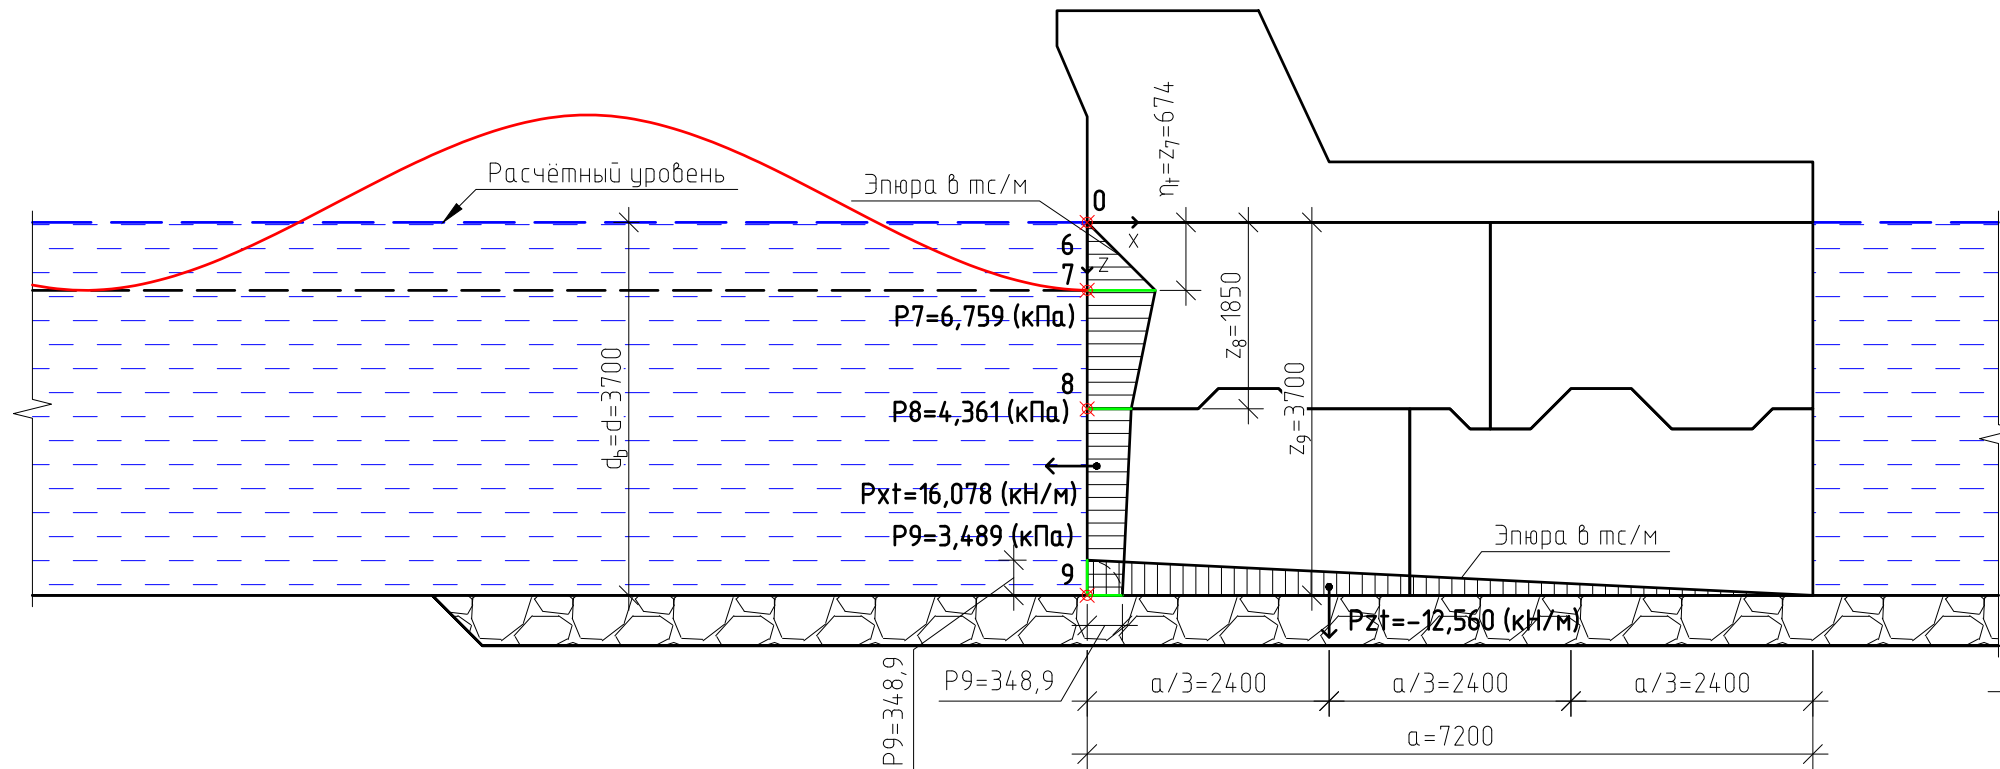 Расчётный уровень
Эпюра в тс/м
ηt=z7=674
0
x
6
7
z
P7=6,759 (кПа)
z8=1850
db=d=3700
8
P8=4,361 (кПа)
z9=3700
Pxt=16,078 (кН/м)
P9=3,489 (кПа)
Эпюра в тс/м
9
Pzt=-12,560 (кН/м)
P9=348,9
P9=348,9
a/3=2400
a/3=2400
a/3=2400
a=7200